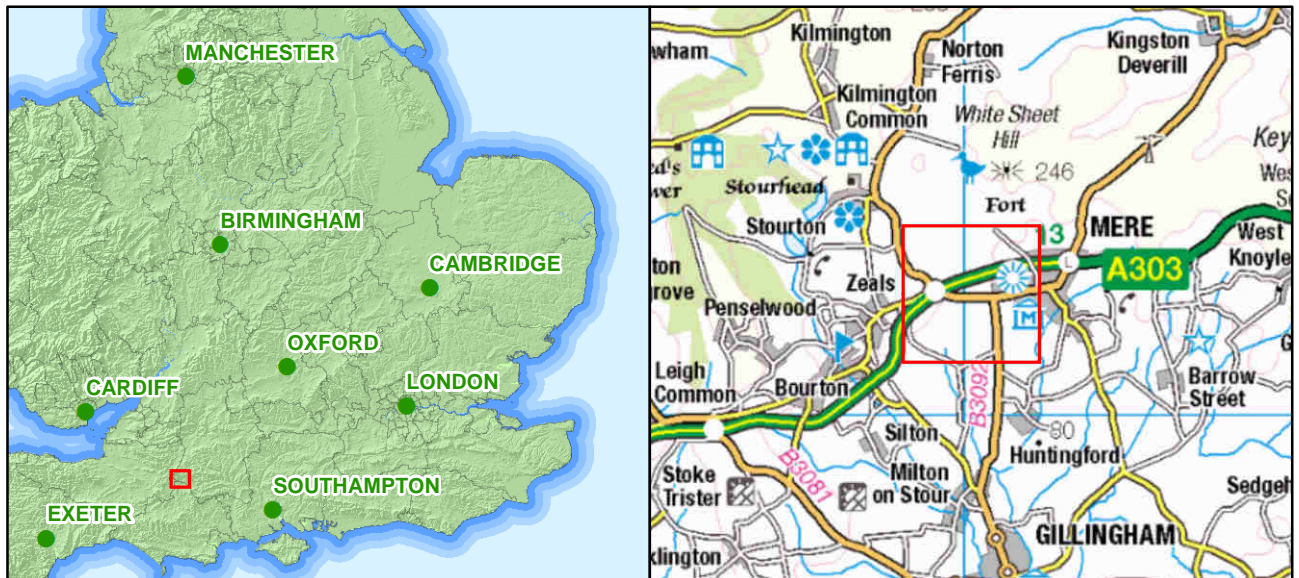 MANCHESTER
BIRMINGHAM
CAMBRIDGE
OXFORD
CARDIFF
LONDON
SOUTHAMPTON
EXETER
Kilmington
Norton
Ferris
Kingston
Deverill
Kilmington
Common
White Sheet
Hill
246
Fort
Stourhead
Stourton
MERE
West
Knoyle
A303
Zeals
L
M
Penselwood
Leigh
Common
Bourton
B3092
Barrow
Street
80
Silton
Huntingford
B3081
Stoke
Trister
Milton
on Stour
GILLINGHAM